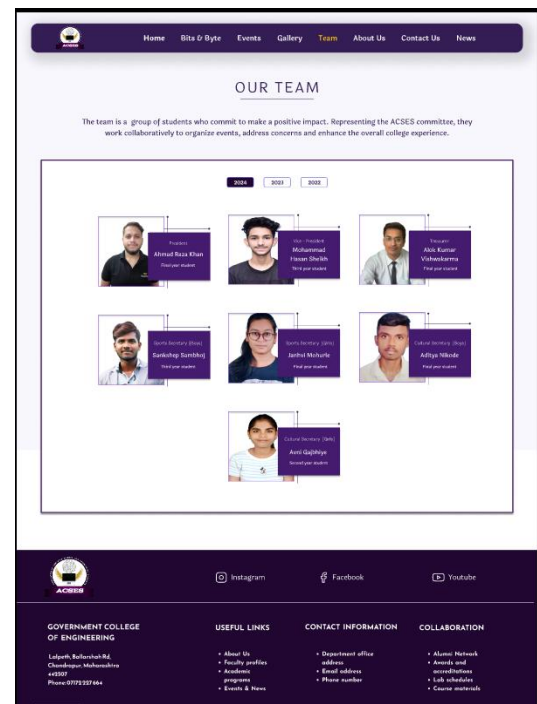 ACSES
Home Bits & Byte Events Gallery Team About Us Contact Us News
OUR TEAM
The team is a group of students who commit to make a positive impact. Representing the ACSES committee, they
work collaboratively to organize events, address concerns and enhance the overall college experience.
2024 2023 2022
President
Ahmad Raza Khan
Final year student
Vice - President
Mohammad
Hasan Sheikh
Third year student
Treasurer
Alok Kumar
Vishwakarma
Final year student
Sports Secretary (Boys)
Sankshep Sambhoj
Third year student
Sports Secretary (Girls)
Janhvi Mohurle
Final year student
Cultural Secretary (Boys)
Aditya Nikode
Final year student
Cultural Secretary (Girls)
Avni Gajbhiye
Second year student
ACSES
Instagram
Facebook
Youtube
GOVERNMENT COLLEGE
OF ENGINEERING
Lalpeth, Ballarshah Rd,
Chandrapur, Maharashtra
442507
Phone: 07172 227 664
USEFUL LINKS
About Us
Faculty profiles
Academic
programs
Events & News
CONTACT INFORMATION
Department office
address
Email address
Phone number
COLLABORATION
Alumni Network
Awards and
accreditations
Lab schedules
Course materials